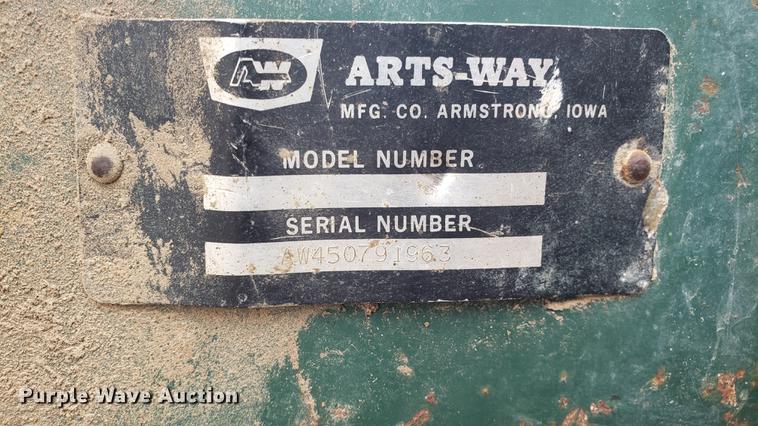 AW
ARTS-WAY
MFG. CO. ARMSTRONG, IOWA
MODEL NUMBER
SERIAL NUMBER
AW450791963
Purple Wave Auction